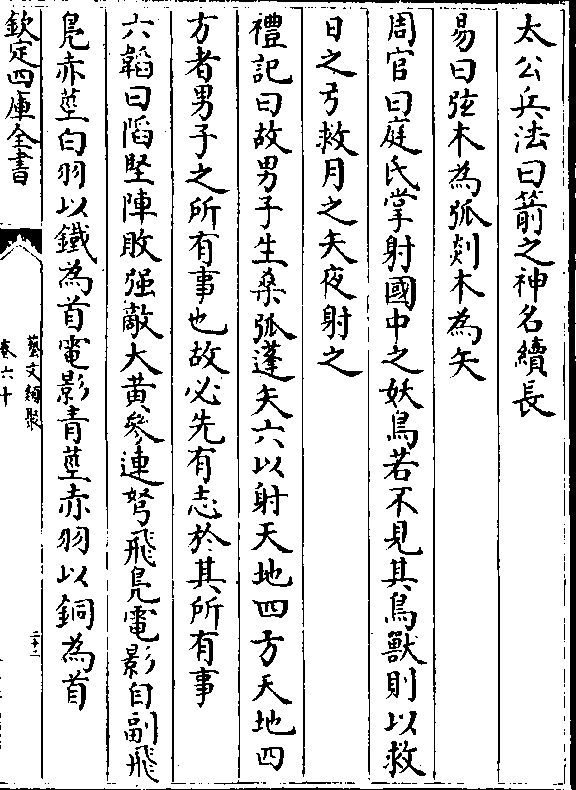 太公兵法曰箭之神名續長
易曰弦木為弧剡木為矢
周官曰庭氏掌射國中之妖鳥若不見其鳥獸則以救
日之弓救月之矢夜射之
禮記曰故男子生桑弧蓬矢六以射天地四方天地四
方者男子之所有事也故必先有志於其所有事
六韜曰陷堅陣敗强敵大黄參連弩飛鳬電影自副飛
鳬赤莖白羽以鐵為首電影青莖赤羽以銅為首
欽定四庫全書
藝文類聚
卷六十
二十二